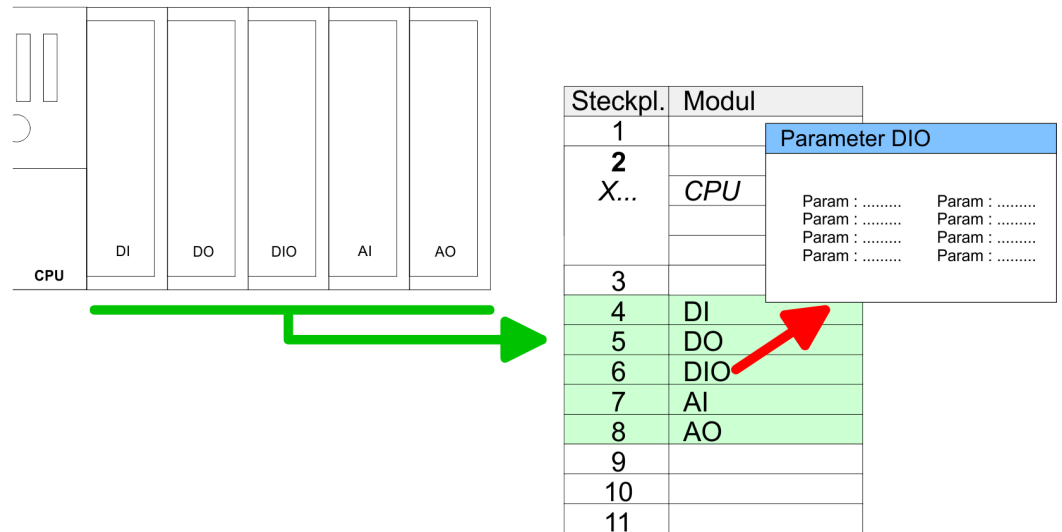 DI DO DIO AI AO
CPU
Steckpl. Modul
1
2
X... CPU
3
4 DI
5 DO
6 DIO
7 AI
8 AO
9
10
11
Parameter DIO
Param : ......... Param : .........
Param : ......... Param : .........
Param : ......... Param : .........
Param : ......... Param : .........